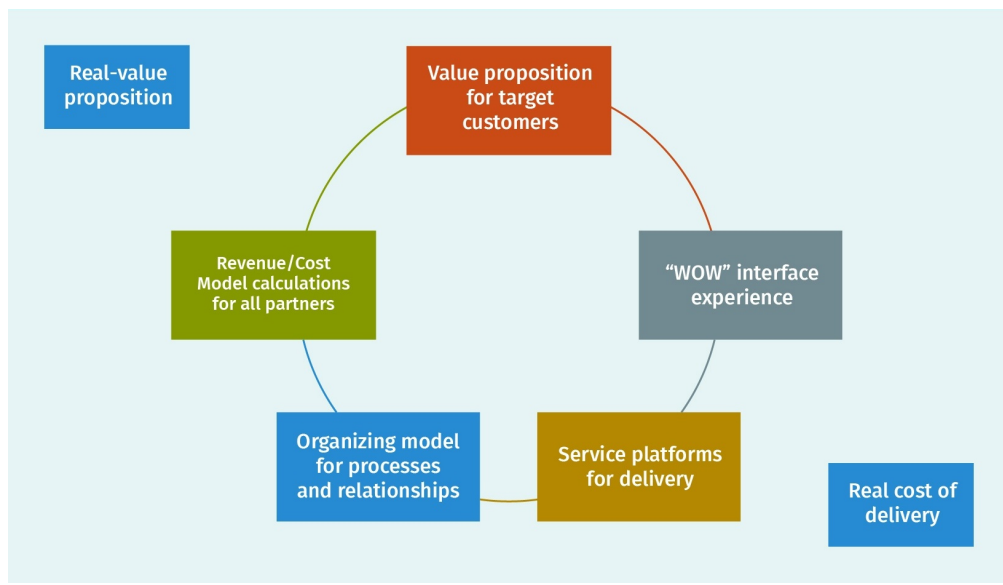 Real-value
proposition
Value proposition
for target
customers
Revenue/Cost
Model calculations
for all partners
“WOW” interface
experience
Organizing model
for processes
and relationships
Service platforms
for delivery
Real cost of
delivery